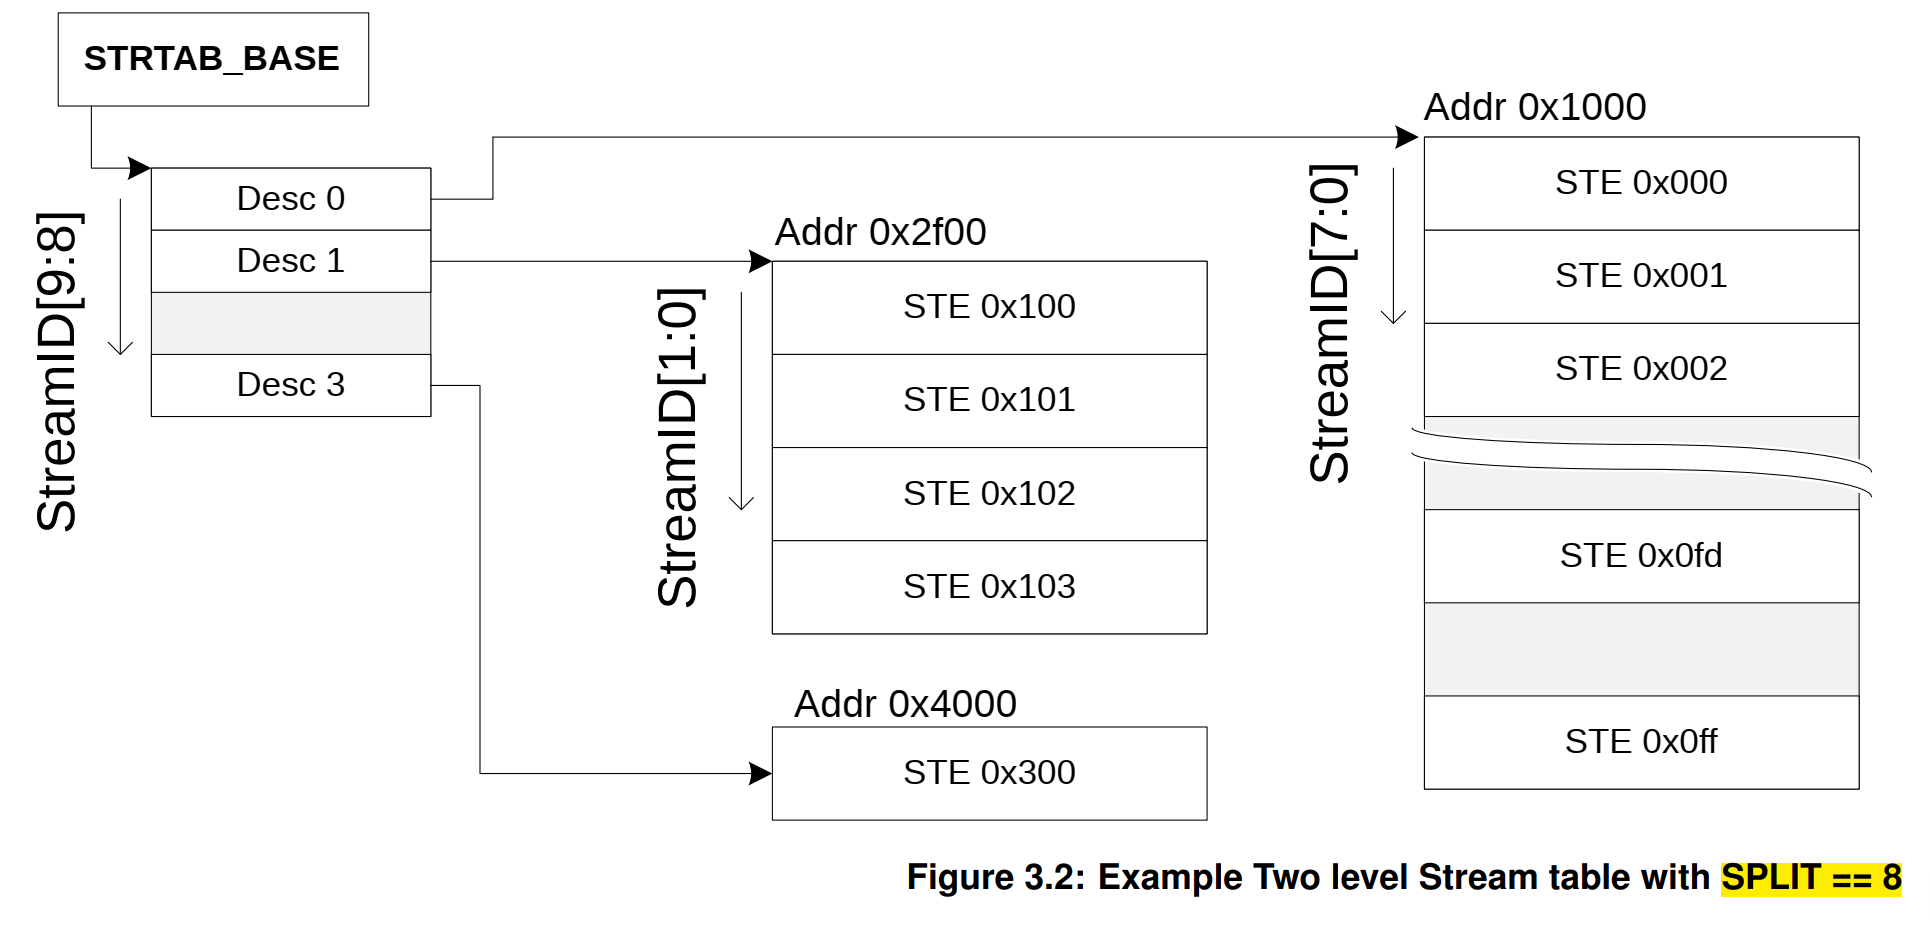 STRTAB_BASE
StreamID[9:8]
Desc 0
Desc 1
Desc 3
Addr 0x2f00
StreamID[1:0]
STE 0x100
STE 0x101
STE 0x102
STE 0x103
Addr 0x4000
STE 0x300
Addr 0x1000
StreamID[7:0]
STE 0x000
STE 0x001
STE 0x002
STE 0x0fd
STE 0x0ff
Figure 3.2: Example Two level Stream table with SPLIT == 8